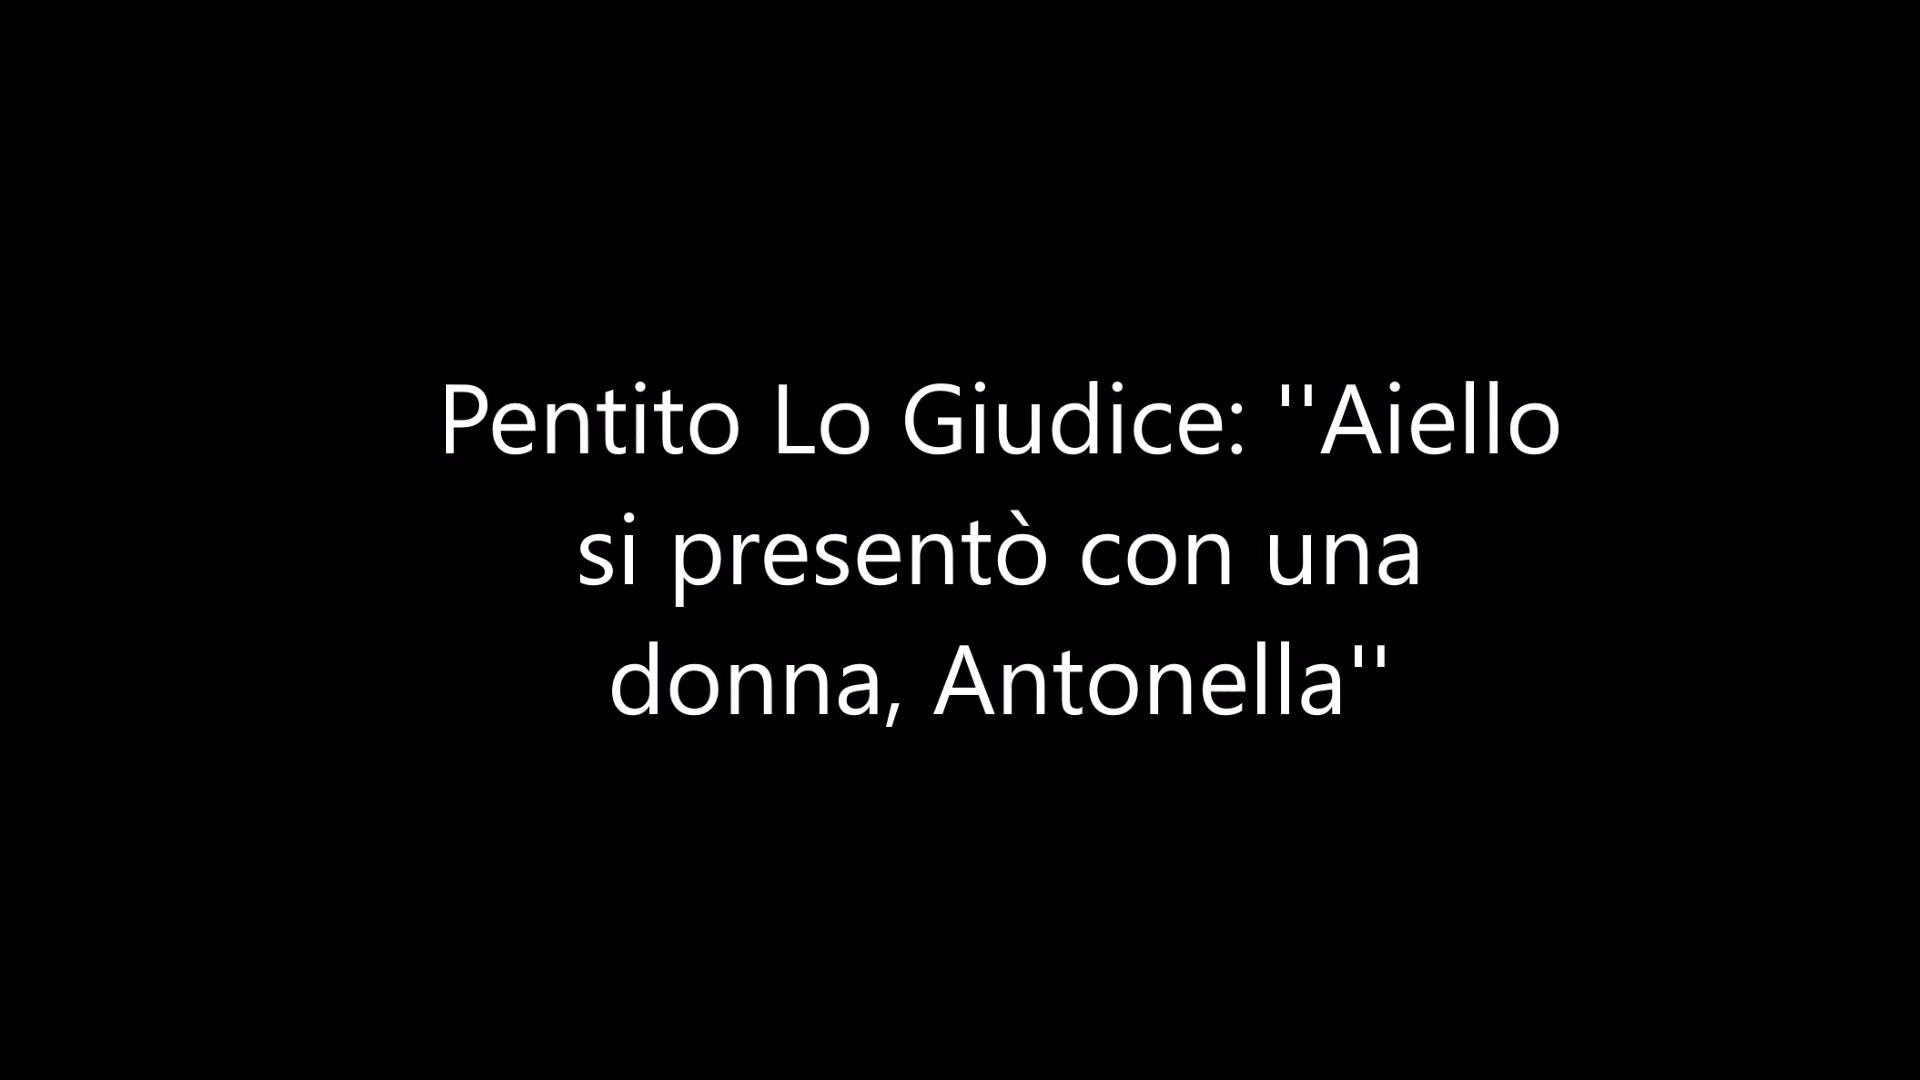 Pentito Lo Giudice: ''Aiello
si presentò con una
donna, Antonella''